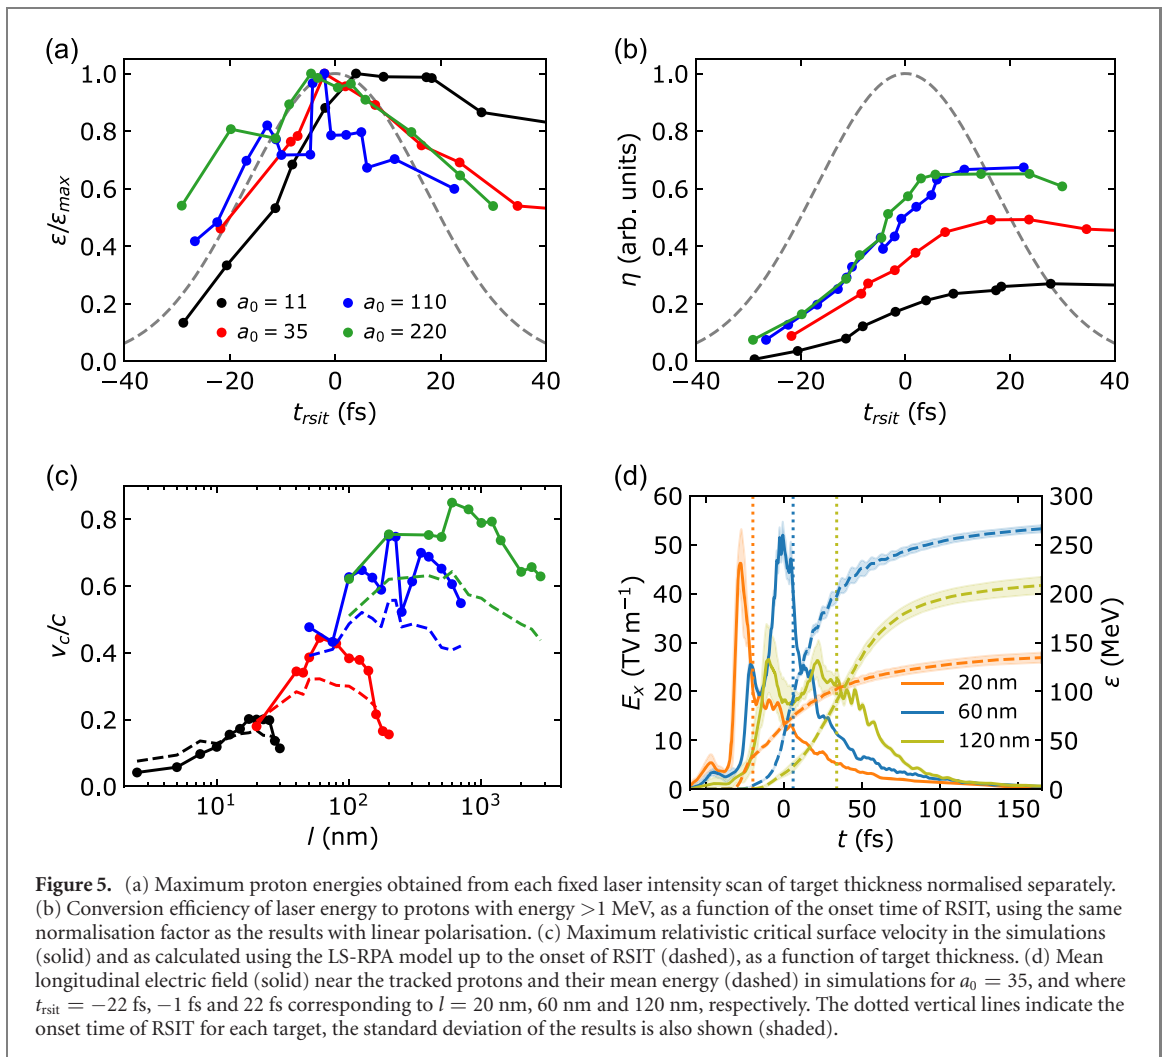 (a)
1.0
0.8
0.6
0.4
0.2
0.0
ε/ε_max
a₀ = 11
a₀ = 35
a₀ = 110
a₀ = 220
−40 −20 0 20 40
t_rsit (fs)
(b)
1.0
0.8
0.6
0.4
0.2
0.0
η (arb. units)
−40 −20 0 20 40
t_rsit (fs)
(c)
0.8
0.6
0.4
0.2
0.0
v_c/c
10¹ 10² 10³
l (nm)
(d)
60
50
40
30
20
10
0
E_x (TV m⁻¹)
300
250
200
150
100
50
0
ε (MeV)
20 nm
60 nm
120 nm
−50 0 50 100 150
t (fs)
Figure 5. (a) Maximum proton energies obtained from each fixed laser intensity scan of target thickness normalised separately.
(b) Conversion efficiency of laser energy to protons with energy >1 MeV, as a function of the onset time of RSIT, using the same
normalisation factor as the results with linear polarisation. (c) Maximum relativistic critical surface velocity in the simulations
(solid) and as calculated using the LS-RPA model up to the onset of RSIT (dashed), as a function of target thickness. (d) Mean
longitudinal electric field (solid) near the tracked protons and their mean energy (dashed) in simulations for a₀ = 35, and where
t_rsit = −22 fs, −1 fs and 22 fs corresponding to l = 20 nm, 60 nm and 120 nm, respectively. The dotted vertical lines indicate the
onset time of RSIT for each target, the standard deviation of the results is also shown (shaded).